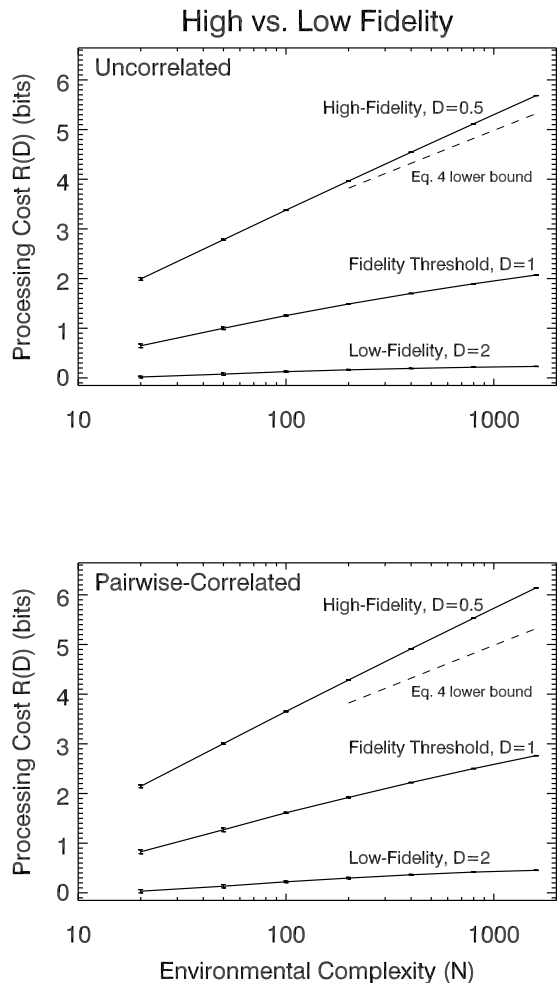 High vs. Low Fidelity
Uncorrelated
High-Fidelity, D=0.5
Eq. 4 lower bound
Fidelity Threshold, D=1
Low-Fidelity, D=2
Processing Cost R(D) (bits)
6
5
4
3
2
1
0
10
100
1000
Pairwise-Correlated
High-Fidelity, D=0.5
Eq. 4 lower bound
Fidelity Threshold, D=1
Low-Fidelity, D=2
Processing Cost R(D) (bits)
6
5
4
3
2
1
0
10
100
1000
Environmental Complexity (N)